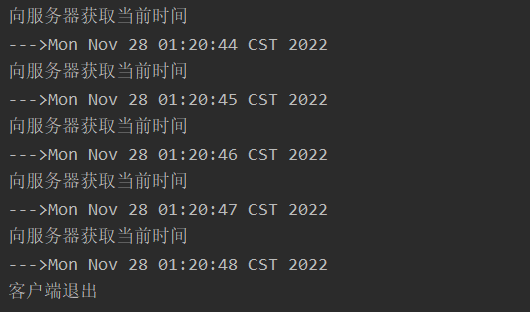 向服务器获取当前时间
--->Mon Nov 28 01:20:44 CST 2022
向服务器获取当前时间
--->Mon Nov 28 01:20:45 CST 2022
向服务器获取当前时间
--->Mon Nov 28 01:20:46 CST 2022
向服务器获取当前时间
--->Mon Nov 28 01:20:47 CST 2022
向服务器获取当前时间
--->Mon Nov 28 01:20:48 CST 2022
客户端退出